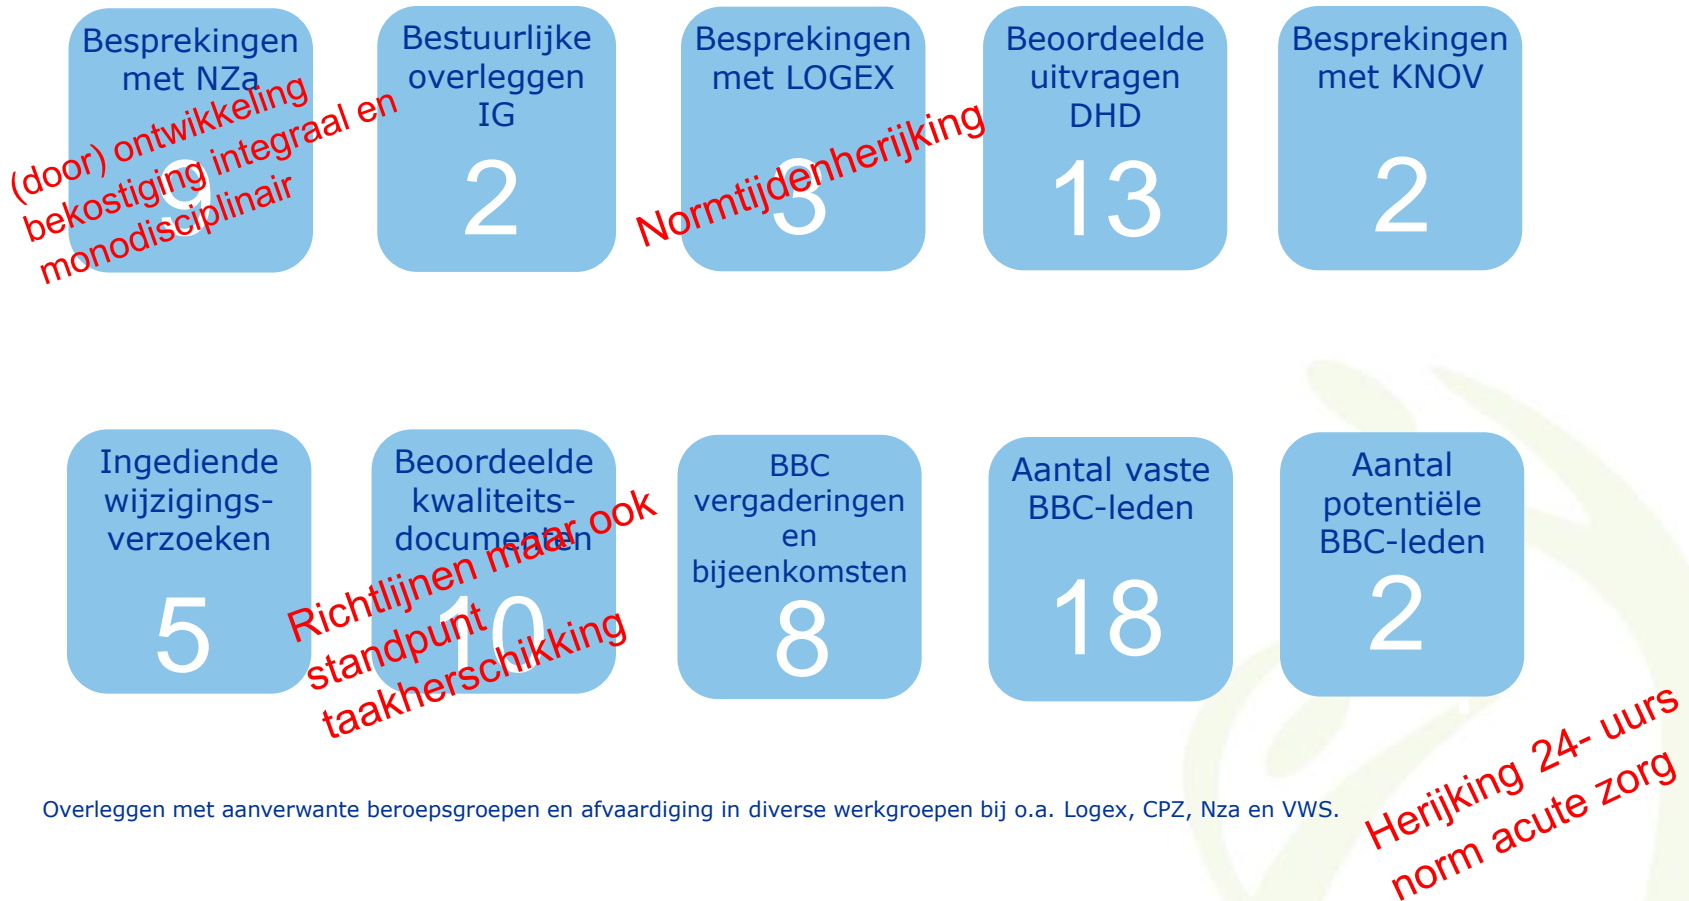 Besprekingen
met NZa
9
(door) ontwikkeling
bekostiging integraal en
monodisciplinair
Bestuurlijke
overleggen
IG
2
Besprekingen
met LOGEX
3
Normtijdenherijking
Beoordeelde
uitvragen
DHD
13
Besprekingen
met KNOV
2
Ingediende
wijzigings-
verzoeken
5
Beoordeelde
kwaliteits-
documenten
10
Richtlijnen maar ook
standpunt
taakherschikking
BBC
vergaderingen
en
bijeenkomsten
8
Aantal vaste
BBC-leden
18
Aantal
potentiële
BBC-leden
2
Herijking 24- uurs
norm acute zorg
Overleggen met aanverwante beroepsgroepen en afvaardiging in diverse werkgroepen bij o.a. Logex, CPZ, Nza en VWS.